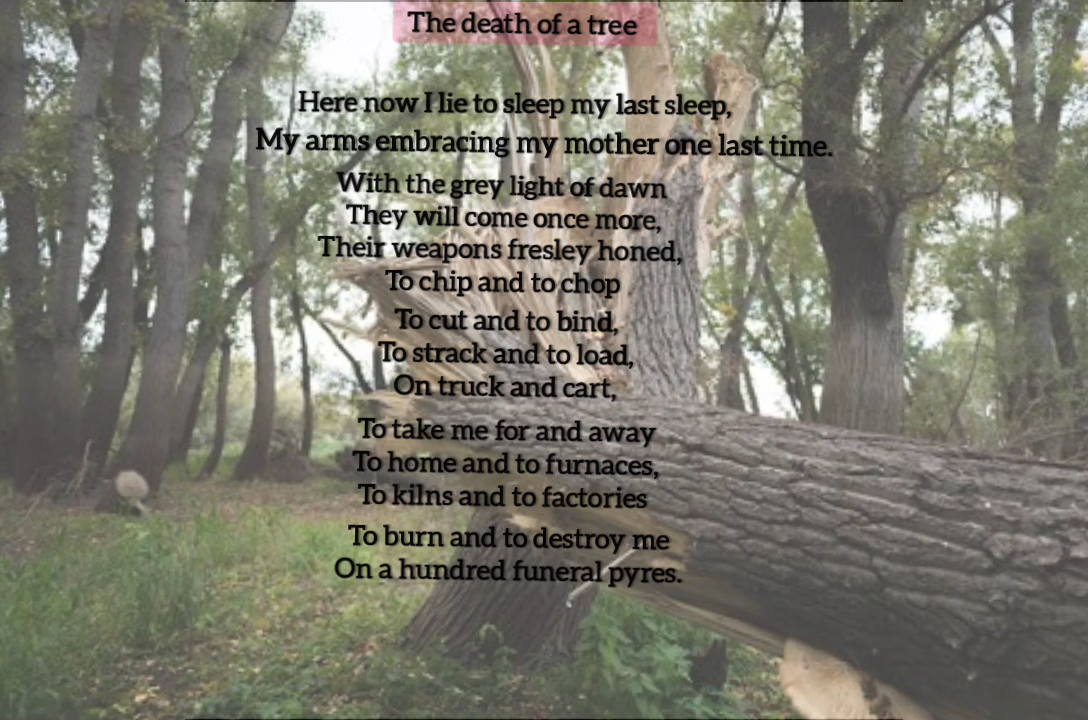 The death of a tree
Here now I lie to sleep my last sleep,
My arms embracing my mother one last time.
With the grey light of dawn
They will come once more,
Their weapons fresley honed,
To chip and to chop
To cut and to bind,
To strack and to load,
On truck and cart,
To take me for and away
To home and to furnaces,
To kilns and to factories
To burn and to destroy me
On a hundred funeral pyres.